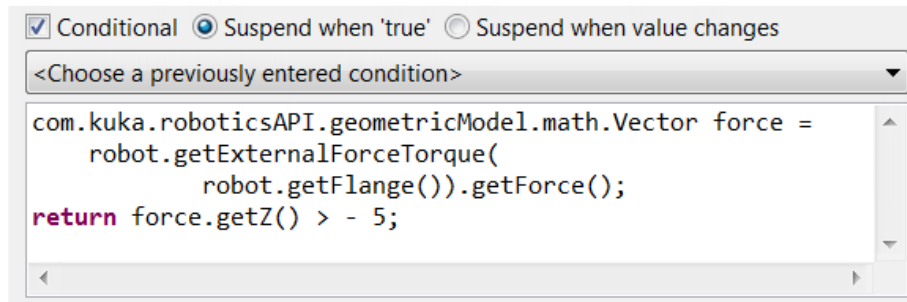 Conditional Suspend when 'true' Suspend when value changes
<Choose a previously entered condition>
com.kuka.roboticsAPI.geometricModel.math.Vector force =
robot.getExternalForceTorque(
robot.getFlange()).getForce();
return force.getZ() > - 5;